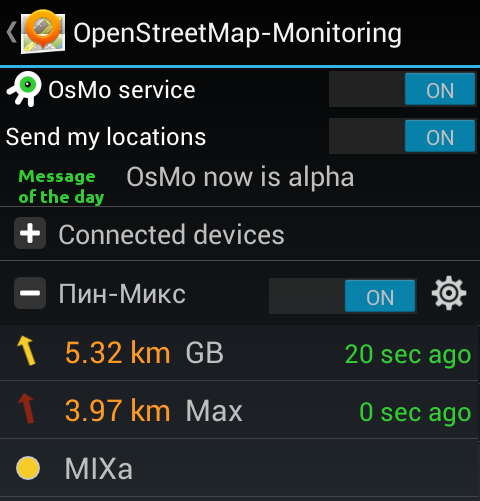 OpenStreetMap-Monitoring
OsMo service ON
Send my locations ON
Message
of the day
OsMo now is alpha
Connected devices
Пин-Микс ON
5.32 km GB 20 sec ago
3.97 km Max 0 sec ago
MIXa